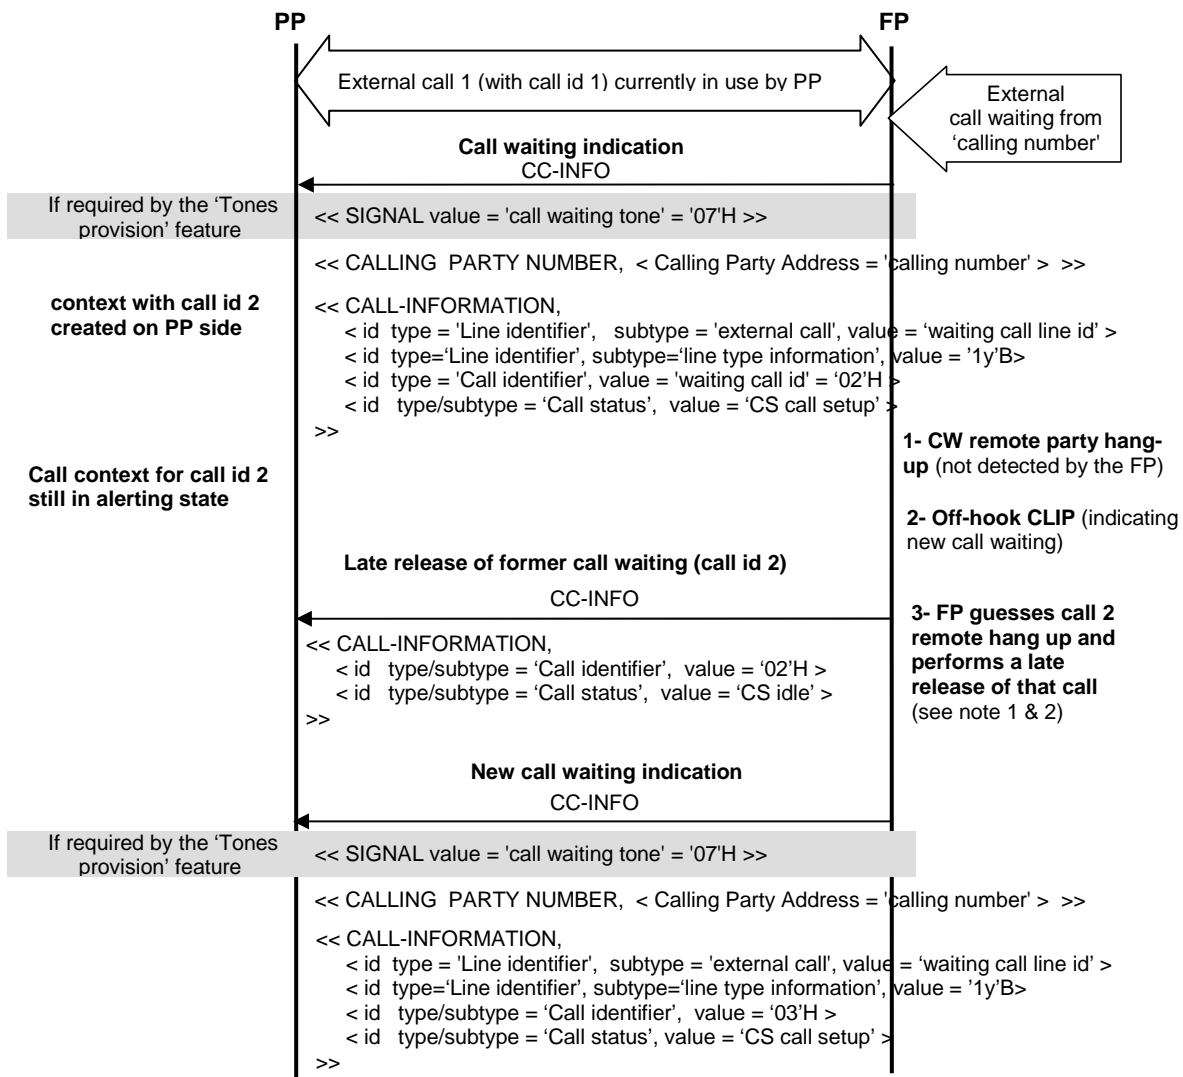 PP
FP
External call 1 (with call id 1) currently in use by PP
External
call waiting from
‘calling number’
Call waiting indication
CC-INFO
If required by the ‘Tones
provision’ feature
<< SIGNAL value = 'call waiting tone' = '07'H >>
<< CALLING  PARTY NUMBER,  < Calling Party Address = 'calling number' >  >>
context with call id 2
created on PP side
<< CALL-INFORMATION,
< id  type = 'Line identifier',   subtype = 'external call', value = ‘waiting call line id’ >
< id  type=‘Line identifier’, subtype=‘line type information’, value = ’1y’B>
< id  type = 'Call identifier', value = 'waiting call id' = ‘02’H >
< id   type/subtype = ‘Call status’,  value = ‘CS call setup’ >
>>
1- CW remote party hang-
up (not detected by the FP)
Call context for call id 2
still in alerting state
2- Off-hook CLIP (indicating
new call waiting)
Late release of former call waiting (call id 2)
CC-INFO
3- FP guesses call 2
remote hang up and
performs a late
release of that call
(see note 1 & 2)
<< CALL-INFORMATION,
< id   type/subtype = ‘Call identifier’,  value = ‘02’H >
< id   type/subtype = ‘Call status’,  value = ‘CS idle’ >
>>
New call waiting indication
CC-INFO
If required by the ‘Tones
provision’ feature
<< SIGNAL value = 'call waiting tone' = '07'H >>
<< CALLING  PARTY NUMBER,  < Calling Party Address = 'calling number' >  >>
<< CALL-INFORMATION,
< id  type = 'Line identifier',  subtype = 'external call', value = ‘waiting call line id’ >
< id  type=‘Line identifier’, subtype=‘line type information’, value = ’1y’B>
< id   type/subtype = ‘Call identifier’,  value = ‘03’H >
< id   type/subtype = ‘Call status’, value = ‘CS call setup’ >
>>